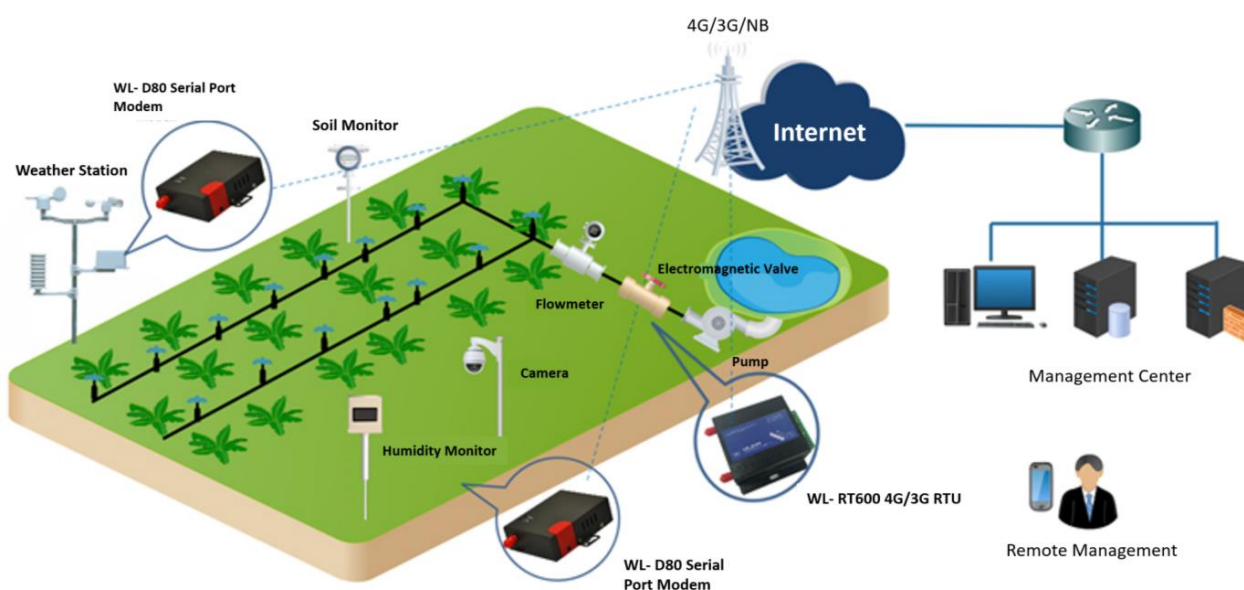 4G/3G/NB
WL- D80 Serial Port
Modem
Soil Monitor
Internet
Weather Station
Electromagnetic Valve
Flowmeter
Pump
Camera
Management Center
Humidity Monitor
WL- RT600 4G/3G RTU
Remote Management
WL- D80 Serial
Port Modem